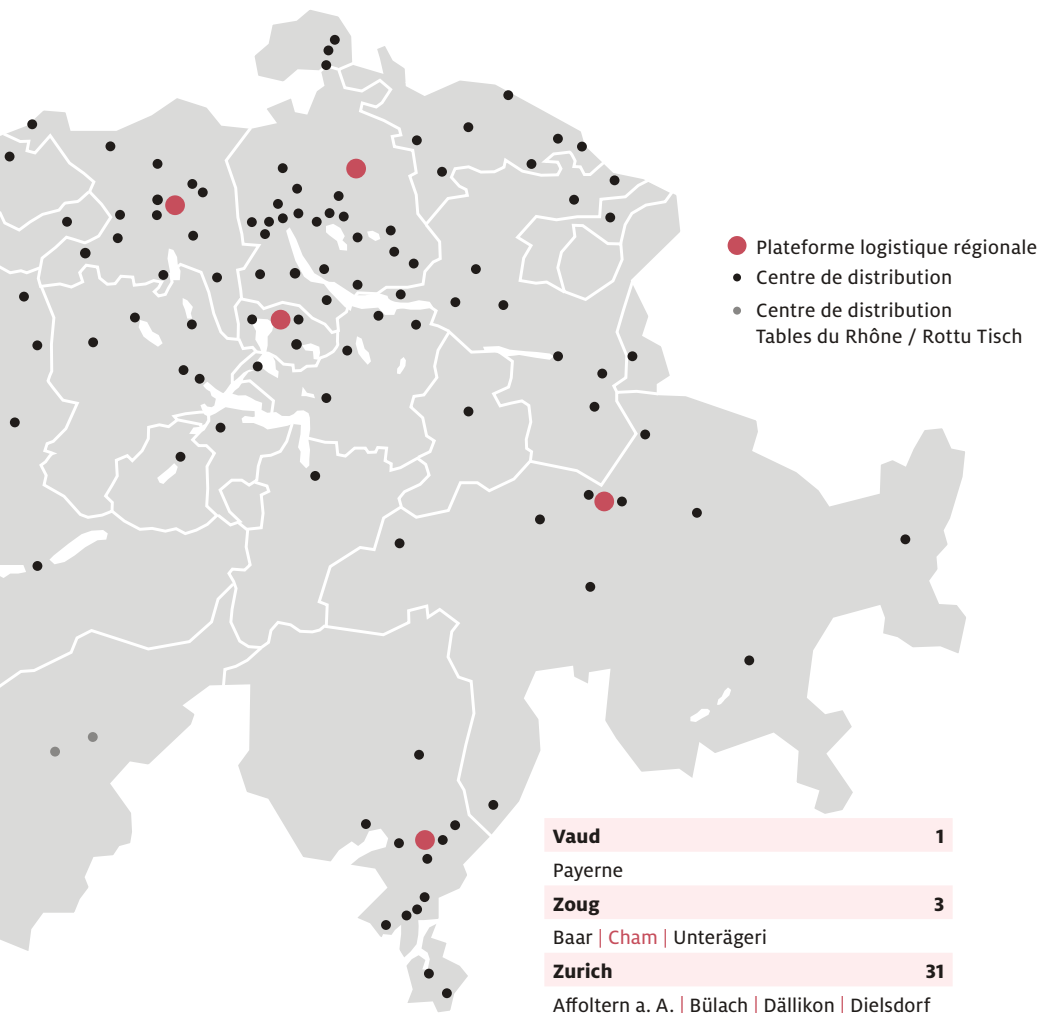 Plateforme logistique régionale
Centre de distribution
Centre de distribution
Tables du Rhône / Rottu Tisch
Vaud 1
Payerne
Zoug 3
Baar | Cham | Unterägeri
Zurich 31
Affoltern a. A. | Bülach | Dällikon | Dielsdorf